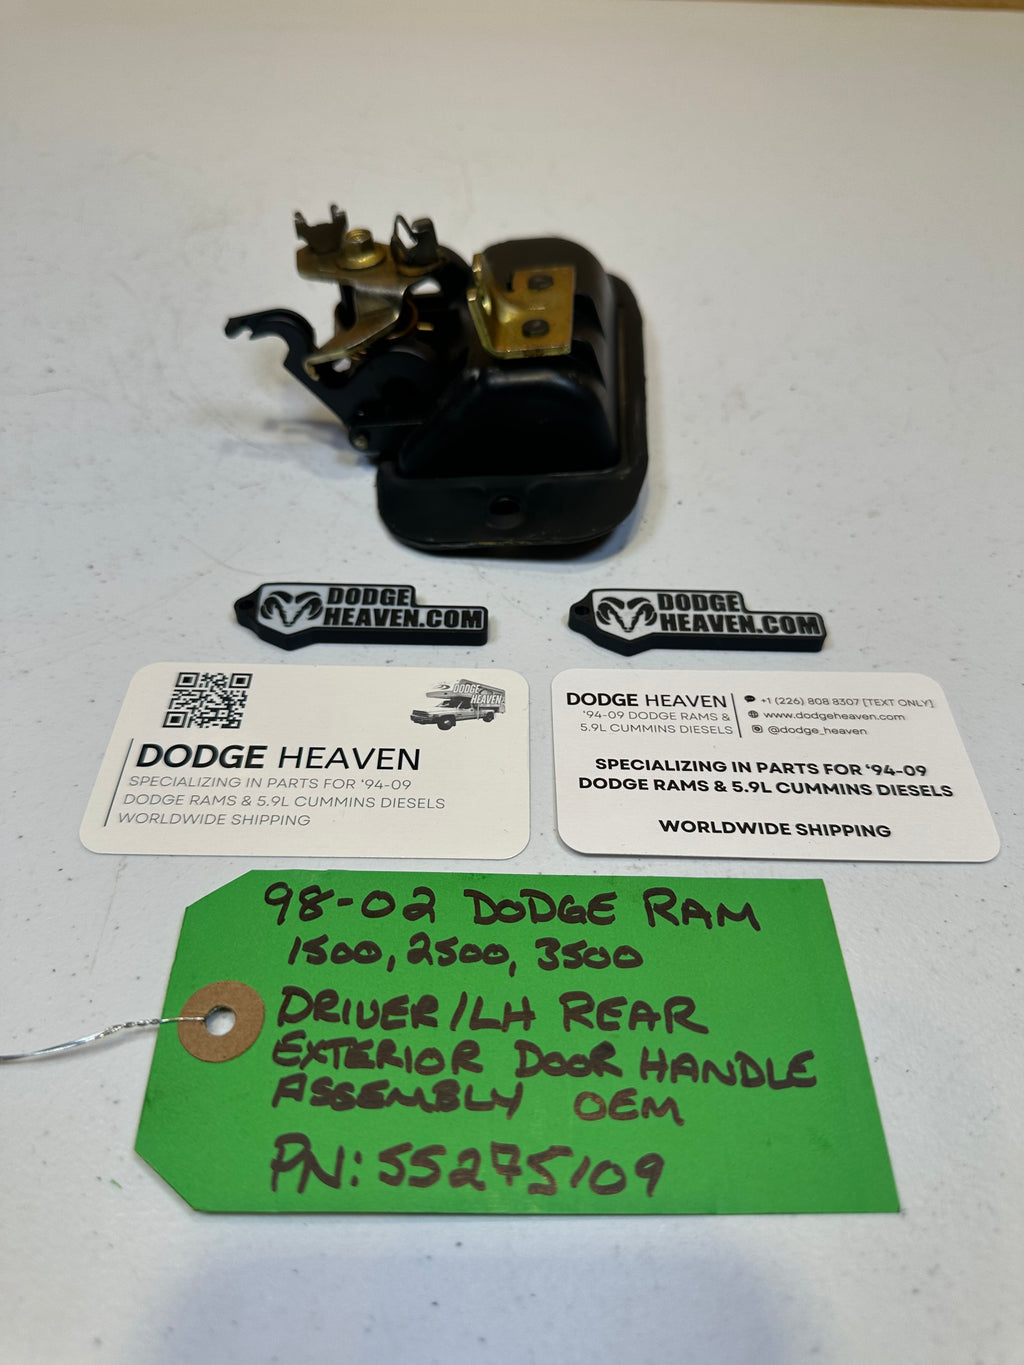 DODGE
HEAVEN.COM
DODGE
HEAVEN.COM
DODGE
HEAVEN
DODGE HEAVEN
SPECIALIZING IN PARTS FOR '94-09
DODGE RAMS & 5.9L CUMMINS DIESELS
WORLDWIDE SHIPPING
DODGE HEAVEN
'94-09 DODGE RAMS &
5.9L CUMMINS DIESELS
+1 (226) 808 8307 [TEXT ONLY]
www.dodgeheaven.com
@dodge_heaven
SPECIALIZING IN PARTS FOR '94-09
DODGE RAMS & 5.9L CUMMINS DIESELS
WORLDWIDE SHIPPING
98-02 DODGE RAM
1500, 2500, 3500
DRIVER/LH REAR
EXTERIOR DOOR HANDLE
ASSEMBLY OEM
PN: 55275109